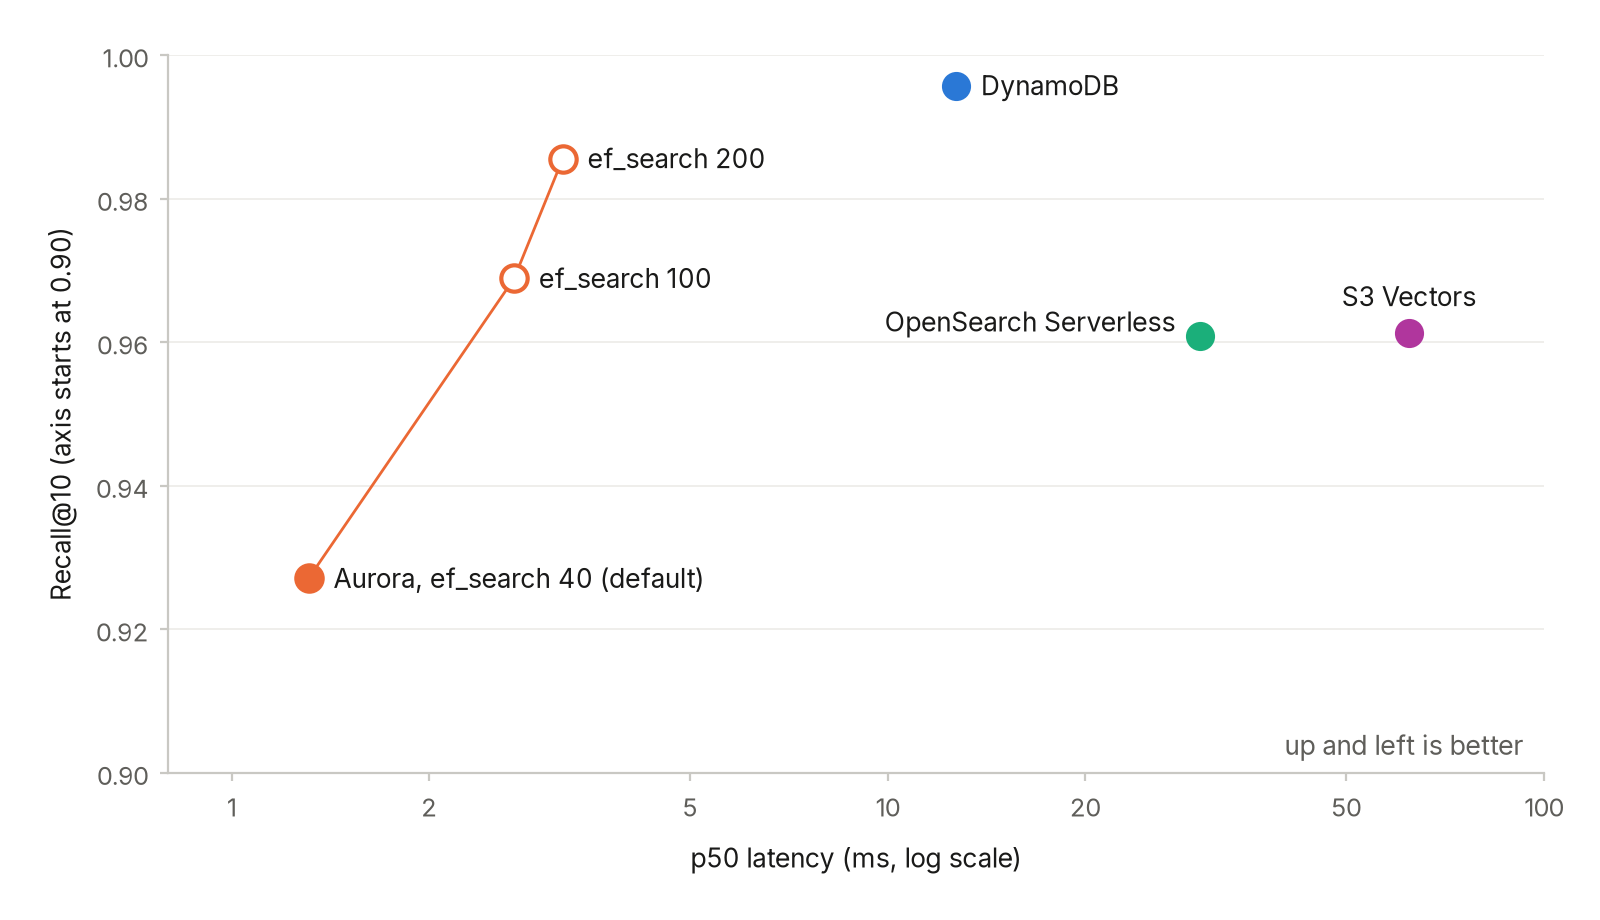 1.00
DynamoDB
ef_search 200
0.98
ef_search 100
S3 Vectors
OpenSearch Serverless
0.96
0.94
Aurora, ef_search 40 (default)
0.92
up and left is better
0.90
Recall@10 (axis starts at 0.90)
1 2 5 10 20 50 100
p50 latency (ms, log scale)